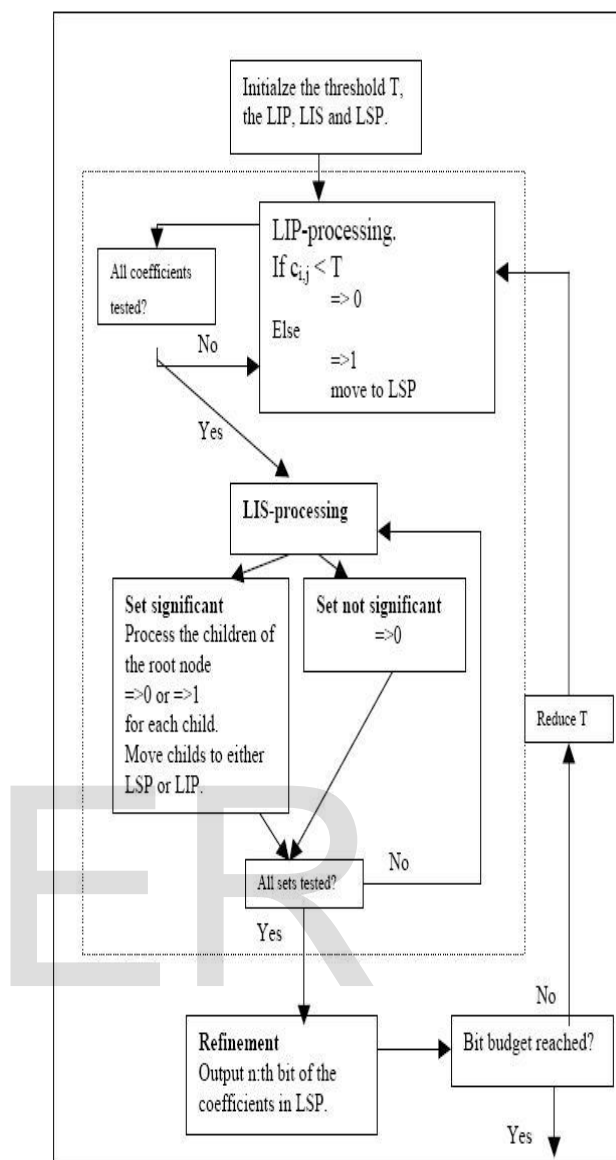 Initialze the threshold T,
the LIP, LIS and LSP.
LIP-processing.
If c_{i,j} < T
=> 0
Else
=>1
move to LSP
All coefficients
tested?
No
Yes
LIS-processing
Set significant
Process the children of
the root node
=>0 or =>1
for each child.
Move childs to either
LSP or LIP.
Set not significant
=>0
Reduce T
All sets tested?
No
Yes
No
Refinement
Output n:th bit of the
coefficients in LSP.
Bit budget reached?
Yes
ER